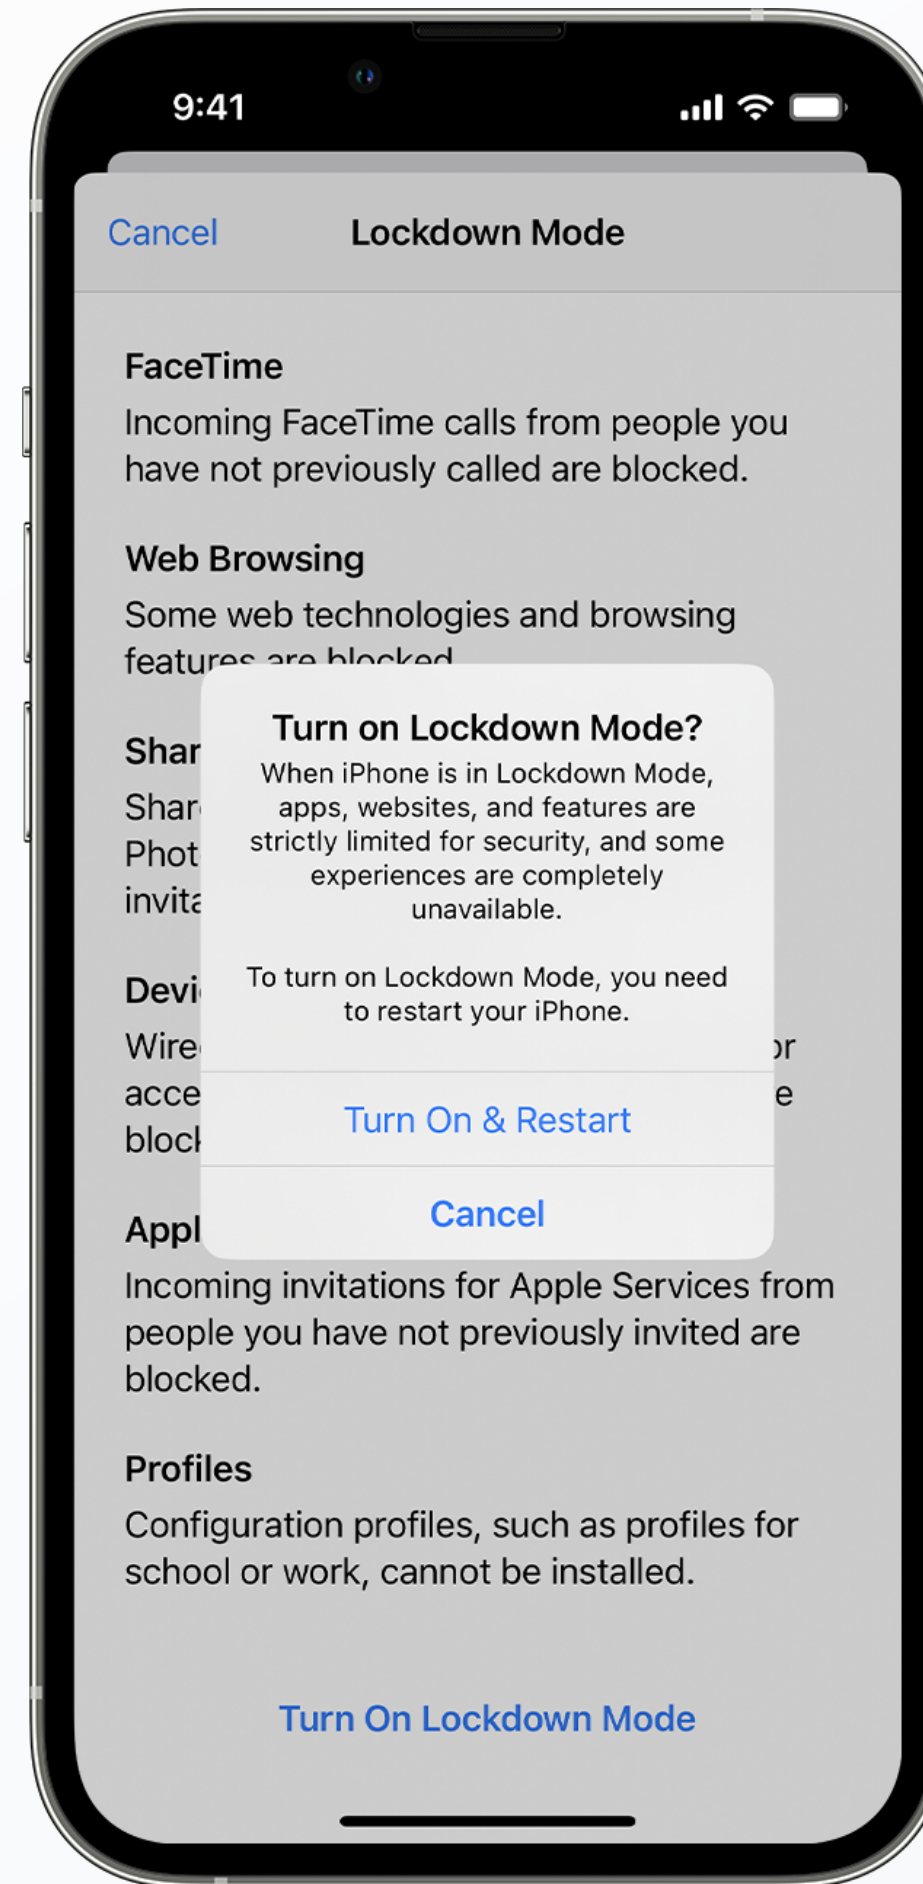 9:41
Cancel
Lockdown Mode
FaceTime
Incoming FaceTime calls from people you
have not previously called are blocked.
Web Browsing
Some web technologies and browsing
features are blocked
Turn on Lockdown Mode?
When iPhone is in Lockdown Mode,
apps, websites, and features are
strictly limited for security, and some
experiences are completely
unavailable.
To turn on Lockdown Mode, you need
to restart your iPhone.
Turn On & Restart
Cancel
Incoming invitations for Apple Services from
people you have not previously invited are
blocked.
Profiles
Configuration profiles, such as profiles for
school or work, cannot be installed.
Turn On Lockdown Mode